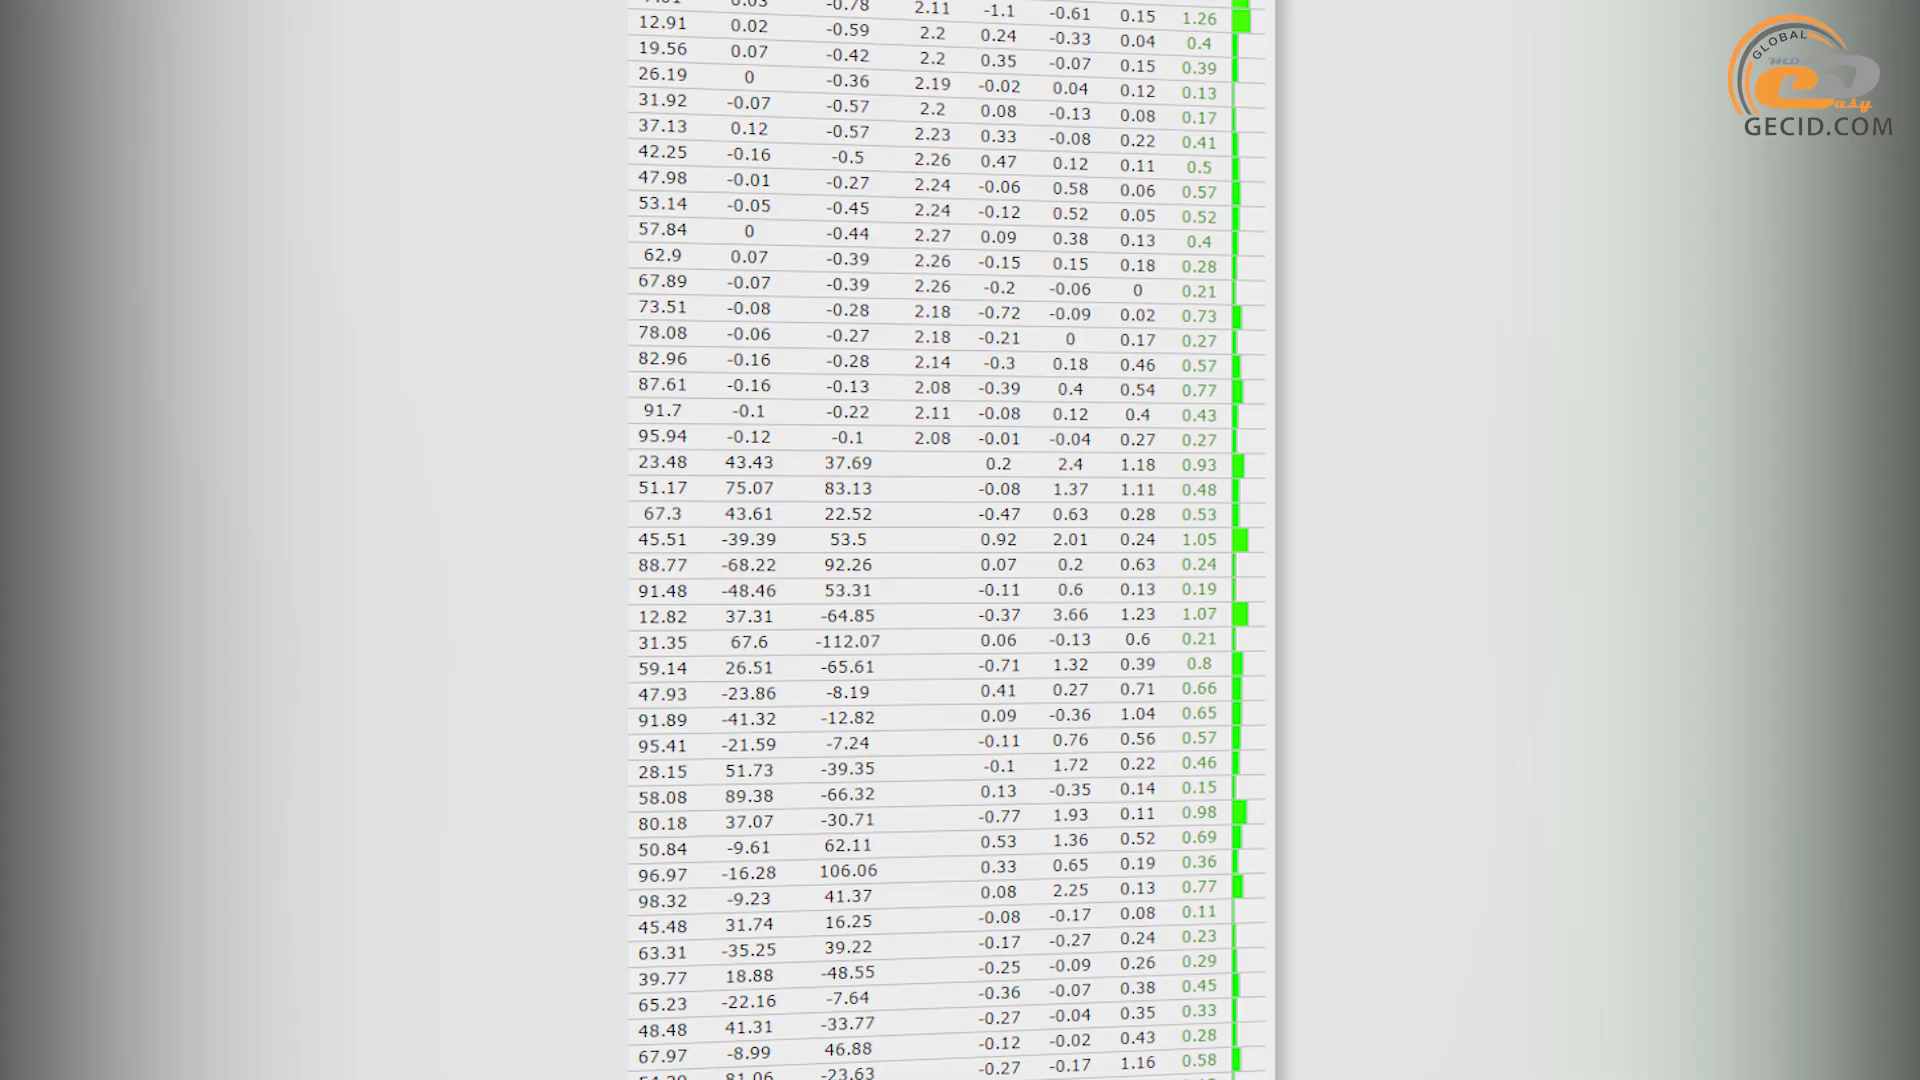 0.03 -0.78 2.11 -1.1 -0.61 0.15 1.26
12.91 0.02 -0.59 2.2 0.24 -0.33 0.04 0.4
19.56 0.07 -0.42 2.2 0.35 -0.07 0.15 0.39
26.19 0 -0.36 2.19 -0.02 0.04 0.12 0.13
31.92 -0.07 -0.57 2.2 0.08 -0.13 0.08 0.17
37.13 0.12 -0.57 2.23 0.33 -0.08 0.22 0.41
42.25 -0.16 -0.5 2.26 0.47 0.12 0.11 0.5
47.98 -0.01 -0.27 2.24 -0.06 0.58 0.06 0.57
53.14 -0.05 -0.45 2.24 -0.12 0.52 0.05 0.52
57.84 0 -0.44 2.27 0.09 0.38 0.13 0.4
62.9 0.07 -0.39 2.26 -0.15 0.15 0.18 0.28
67.89 -0.07 -0.39 2.26 -0.2 -0.06 0 0.21
73.51 -0.08 -0.28 2.18 -0.72 -0.09 0.02 0.73
78.08 -0.06 -0.27 2.18 -0.21 0 0.17 0.27
82.96 -0.16 -0.28 2.14 -0.3 0.18 0.46 0.57
87.61 -0.16 -0.13 2.08 -0.39 0.4 0.54 0.77
91.7 -0.1 -0.22 2.11 -0.08 0.12 0.4 0.43
95.94 -0.12 -0.1 2.08 -0.01 -0.04 0.27 0.27
23.48 43.43 37.69 0.2 2.4 1.18 0.93
51.17 75.07 83.13 -0.08 1.37 1.11 0.48
67.3 43.61 22.52 -0.47 0.63 0.28 0.53
45.51 -39.39 53.5 0.92 2.01 0.24 1.05
88.77 -68.22 92.26 0.07 0.2 0.63 0.24
91.48 -48.46 53.31 -0.11 0.6 0.13 0.19
12.82 37.31 -64.85 -0.37 3.66 1.23 1.07
31.35 67.6 -112.07 0.06 -0.13 0.6 0.21
59.14 26.51 -65.61 -0.71 1.32 0.39 0.8
47.93 -23.86 -8.19 0.41 0.27 0.71 0.66
91.89 -41.32 -12.82 0.09 -0.36 1.04 0.65
95.41 -21.59 -7.24 -0.11 0.76 0.56 0.57
28.15 51.73 -39.35 -0.1 1.72 0.22 0.46
58.08 89.38 -66.32 0.13 -0.35 0.14 0.15
80.18 37.07 -30.71 -0.77 1.93 0.11 0.98
50.84 -9.61 62.11 0.53 1.36 0.52 0.69
96.97 -16.28 106.06 0.33 0.65 0.19 0.36
98.32 -9.23 41.37 0.08 2.25 0.13 0.77
45.48 31.74 16.25 -0.08 -0.17 0.08 0.11
63.31 -35.25 39.22 -0.17 -0.27 0.24 0.23
39.77 18.88 -48.55 -0.25 -0.09 0.26 0.29
65.23 -22.16 -7.64 -0.36 -0.07 0.38 0.45
48.48 41.31 -33.77 -0.27 -0.04 0.35 0.33
67.97 -8.99 46.88 -0.12 -0.02 0.43 0.28
81.06 -23.63 -0.27 -0.17 1.16 0.58
GLOBAL
easy
GECID.COM